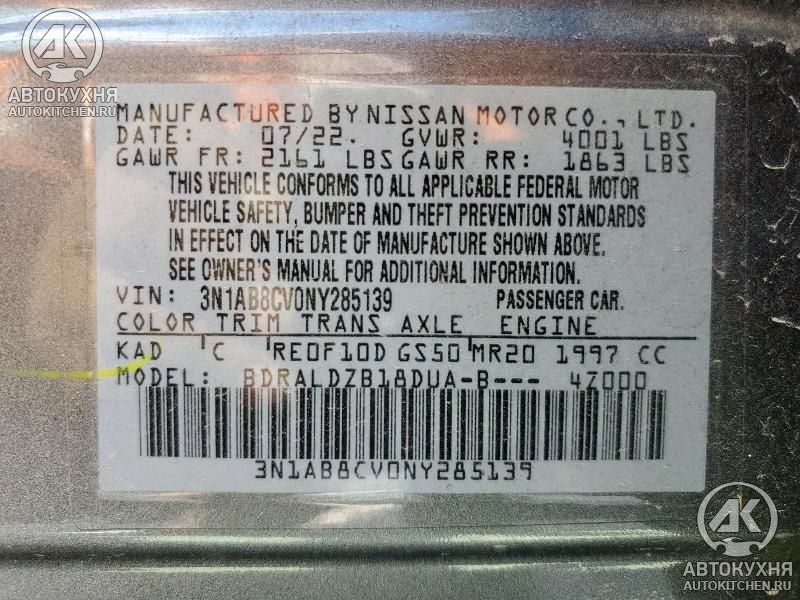 АК
АВТОКУХНЯ
AUTOKITCHEN.RU
MANUFACTURED BY NISSAN MOTOR CO., LTD.
DATE: 07/22. GVWR: 4001 LBS
GAWR FR: 2161 LBS GAWR RR: 1863 LBS
THIS VEHICLE CONFORMS TO ALL APPLICABLE FEDERAL MOTOR
VEHICLE SAFETY, BUMPER AND THEFT PREVENTION STANDARDS
IN EFFECT ON THE DATE OF MANUFACTURE SHOWN ABOVE.
SEE OWNER'S MANUAL FOR ADDITIONAL INFORMATION.
VIN: 3N1AB8CV0NY285139 PASSENGER CAR.
COLOR TRIM TRANS AXLE ENGINE
KAD C RE0F10D GS50 MR20 1997 CC
MODEL: BDRALDZB18DUA-B--- 4Z000
3N1AB8CV0NY285139
АК
АВТОКУХНЯ
AUTOKITCHEN.RU